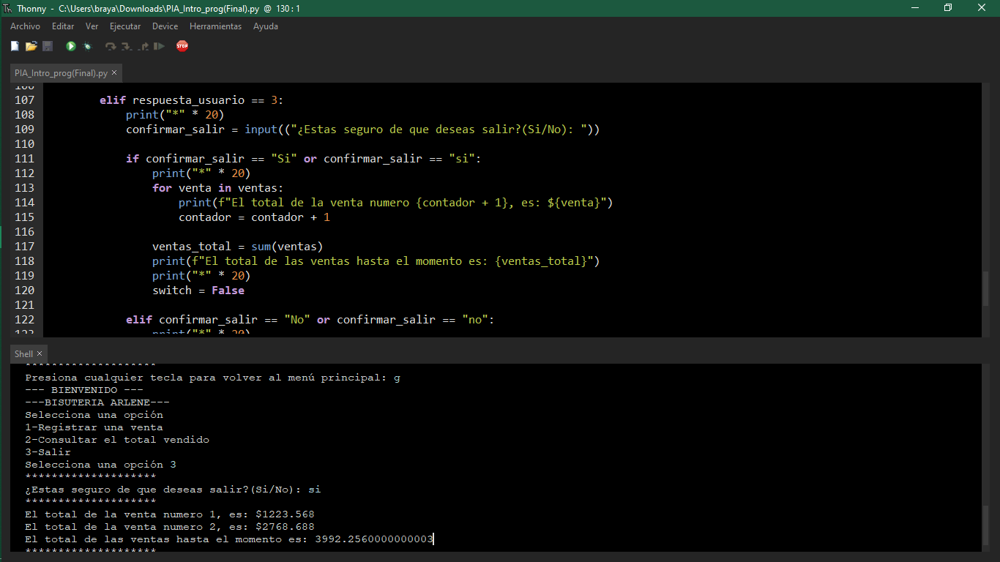 Thonny - C:\Users\braya\Downloads\PIA_Intro_prog(Final).py @ 130 : 1
Archivo Editar Ver Ejecutar Device Herramientas Ayuda
STOP
PIA_Intro_prog(Final).py ×
106
107 elif respuesta_usuario == 3:
108 print("*" * 20)
109 confirmar_salir = input(("¿Estas seguro de que deseas salir?(Si/No): "))
110
111 if confirmar_salir == "Si" or confirmar_salir == "si":
112 print("*" * 20)
113 for venta in ventas:
114 print(f"El total de la venta numero {contador + 1}, es: ${venta}")
115 contador = contador + 1
116
117 ventas_total = sum(ventas)
118 print(f"El total de las ventas hasta el momento es: {ventas_total}")
119 print("*" * 20)
120 switch = False
121
122 elif confirmar_salir == "No" or confirmar_salir == "no":
123 print("*" * 20)
Shell ×
********************
Presiona cualquier tecla para volver al menú principal: g
--- BIENVENIDO ---
---BISUTERIA ARLENE---
Selecciona una opción
1-Registrar una venta
2-Consultar el total vendido
3-Salir
Selecciona una opción 3
********************
¿Estas seguro de que deseas salir?(Si/No): si
********************
El total de la venta numero 1, es: $1223.568
El total de la venta numero 2, es: $2768.688
El total de las ventas hasta el momento es: 3992.2560000000003
********************